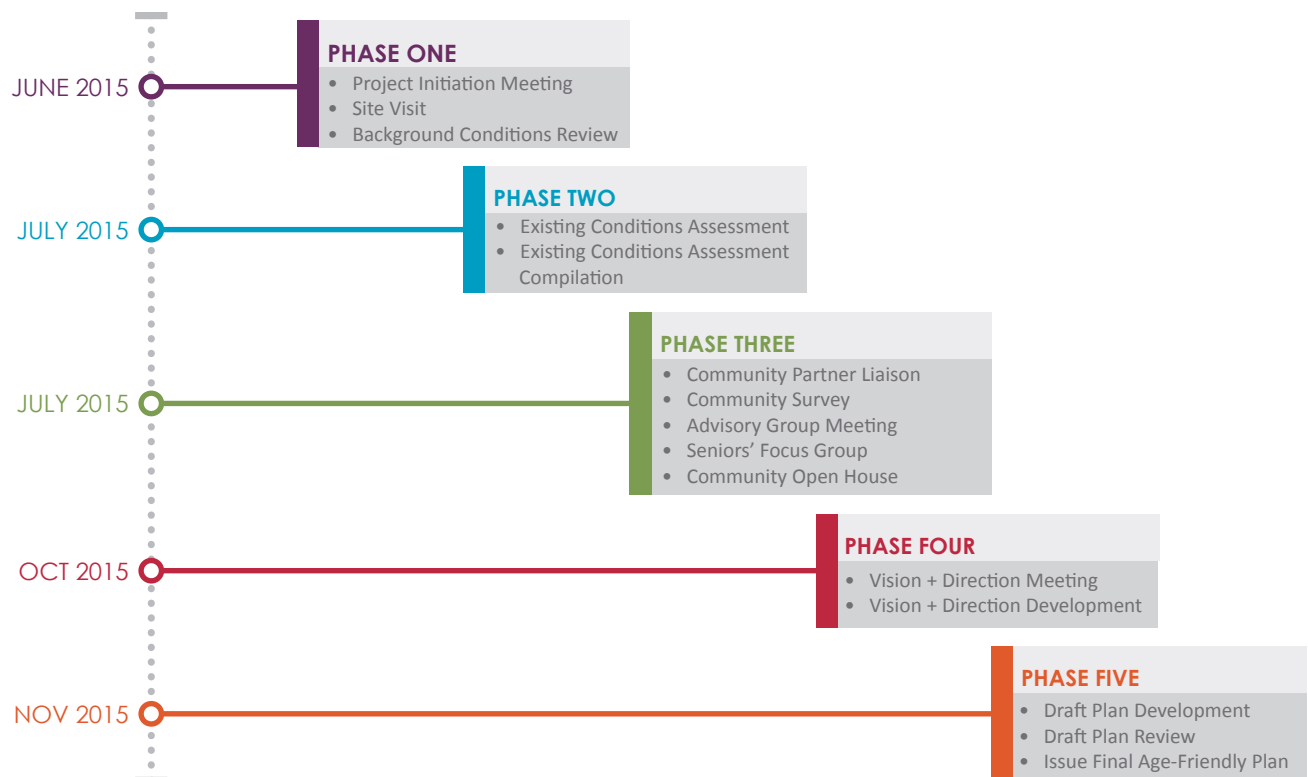 JUNE 2015
PHASE ONE
• Project Initiation Meeting
• Site Visit
• Background Conditions Review
JULY 2015
PHASE TWO
• Existing Conditions Assessment
• Existing Conditions Assessment
Compilation
JULY 2015
PHASE THREE
• Community Partner Liaison
• Community Survey
• Advisory Group Meeting
• Seniors’ Focus Group
• Community Open House
OCT 2015
PHASE FOUR
• Vision + Direction Meeting
• Vision + Direction Development
NOV 2015
PHASE FIVE
• Draft Plan Development
• Draft Plan Review
• Issue Final Age-Friendly Plan